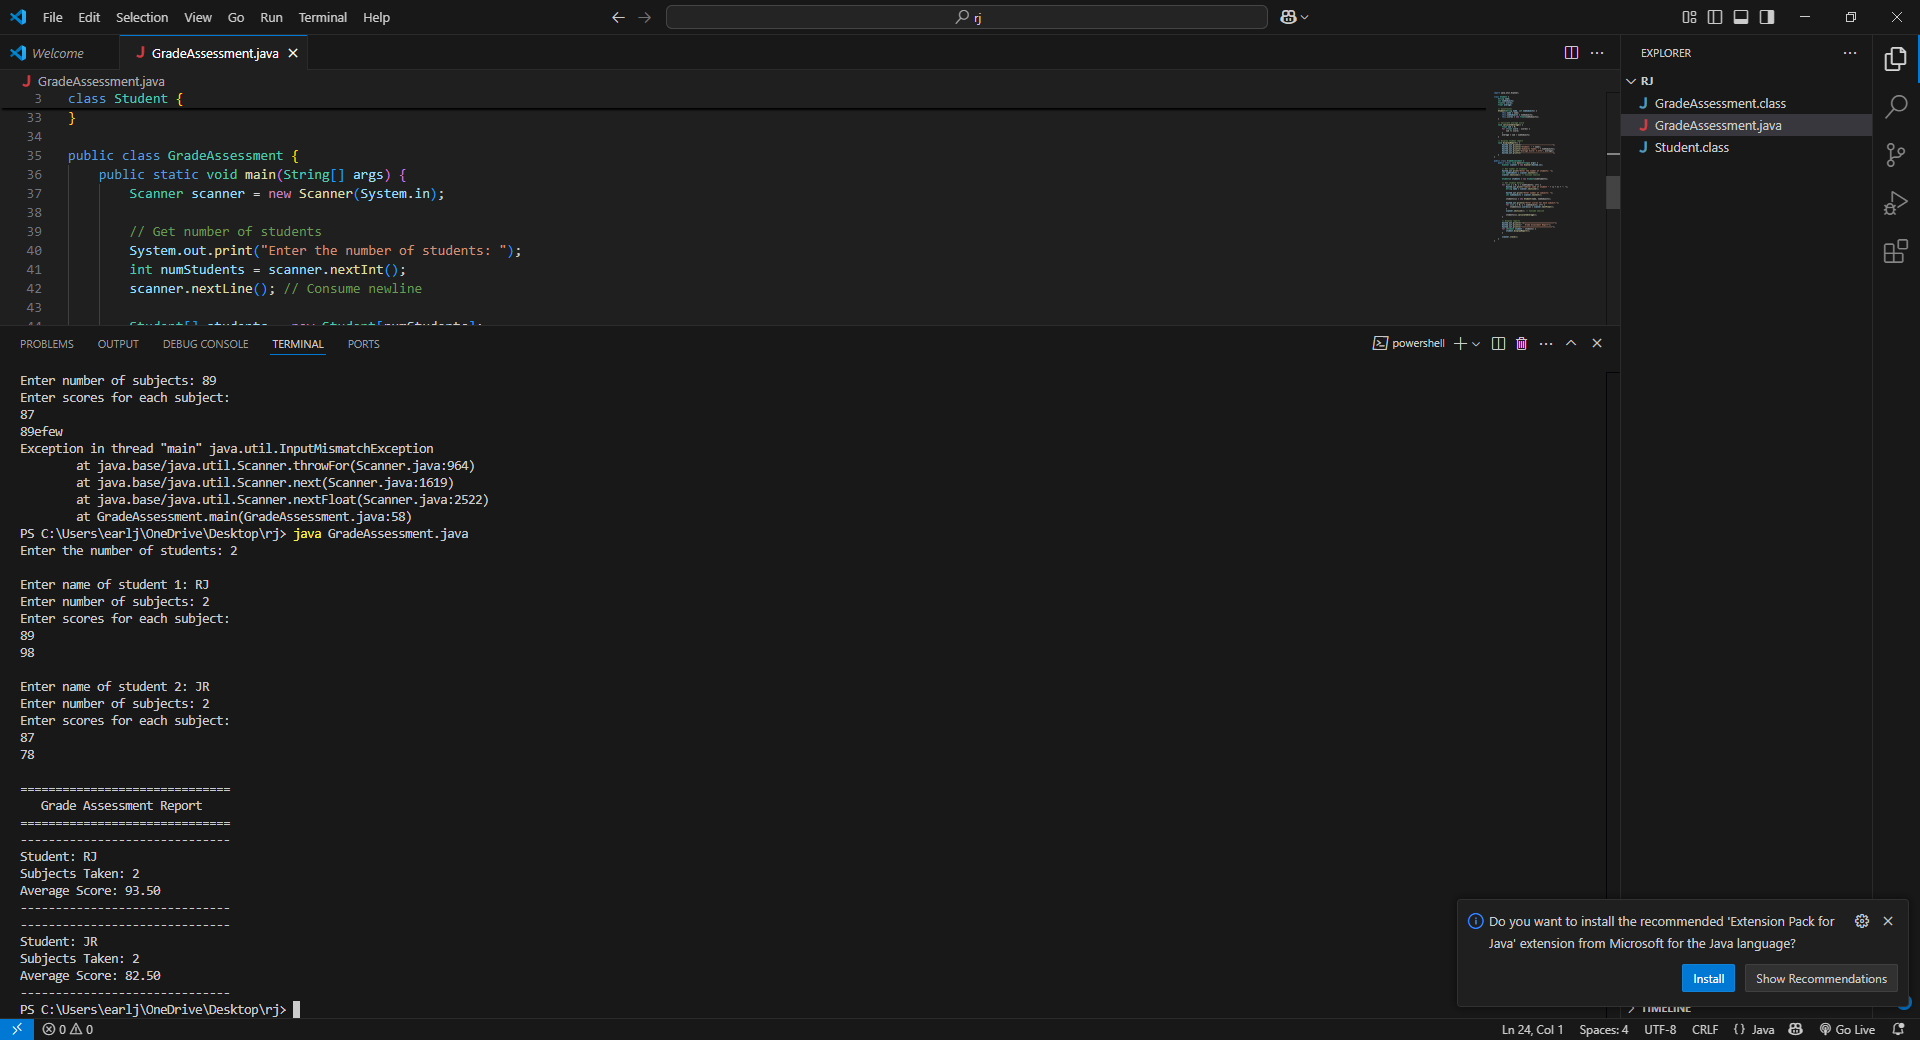 File Edit Selection View Go Run Terminal Help
rj
Welcome
GradeAssessment.java
GradeAssessment.java
3 class Student {
33 }
34
35 public class GradeAssessment {
36 public static void main(String[] args) {
37 Scanner scanner = new Scanner(System.in);
38
39 // Get number of students
40 System.out.print("Enter the number of students: ");
41 int numStudents = scanner.nextInt();
42 scanner.nextLine(); // Consume newline
43
44 Student[] students = new Student[numStudents];
PROBLEMS OUTPUT DEBUG CONSOLE TERMINAL PORTS
powershell
Enter number of subjects: 89
Enter scores for each subject:
87
89efew
Exception in thread "main" java.util.InputMismatchException
at java.base/java.util.Scanner.throwFor(Scanner.java:964)
at java.base/java.util.Scanner.next(Scanner.java:1619)
at java.base/java.util.Scanner.nextFloat(Scanner.java:2522)
at GradeAssessment.main(GradeAssessment.java:58)
PS C:\Users\earlj\OneDrive\Desktop\rj> java GradeAssessment.java
Enter the number of students: 2
Enter name of student 1: RJ
Enter number of subjects: 2
Enter scores for each subject:
89
98
Enter name of student 2: JR
Enter number of subjects: 2
Enter scores for each subject:
87
78
==============================
Grade Assessment Report
==============================
------------------------------
Student: RJ
Subjects Taken: 2
Average Score: 93.50
------------------------------
------------------------------
Student: JR
Subjects Taken: 2
Average Score: 82.50
------------------------------
PS C:\Users\earlj\OneDrive\Desktop\rj>
EXPLORER
RJ
GradeAssessment.class
GradeAssessment.java
Student.class
Do you want to install the recommended 'Extension Pack for
Java' extension from Microsoft for the Java language?
Install Show Recommendations
TIMELINE
0 0
Ln 24, Col 1 Spaces: 4 UTF-8 CRLF {} Java Go Live